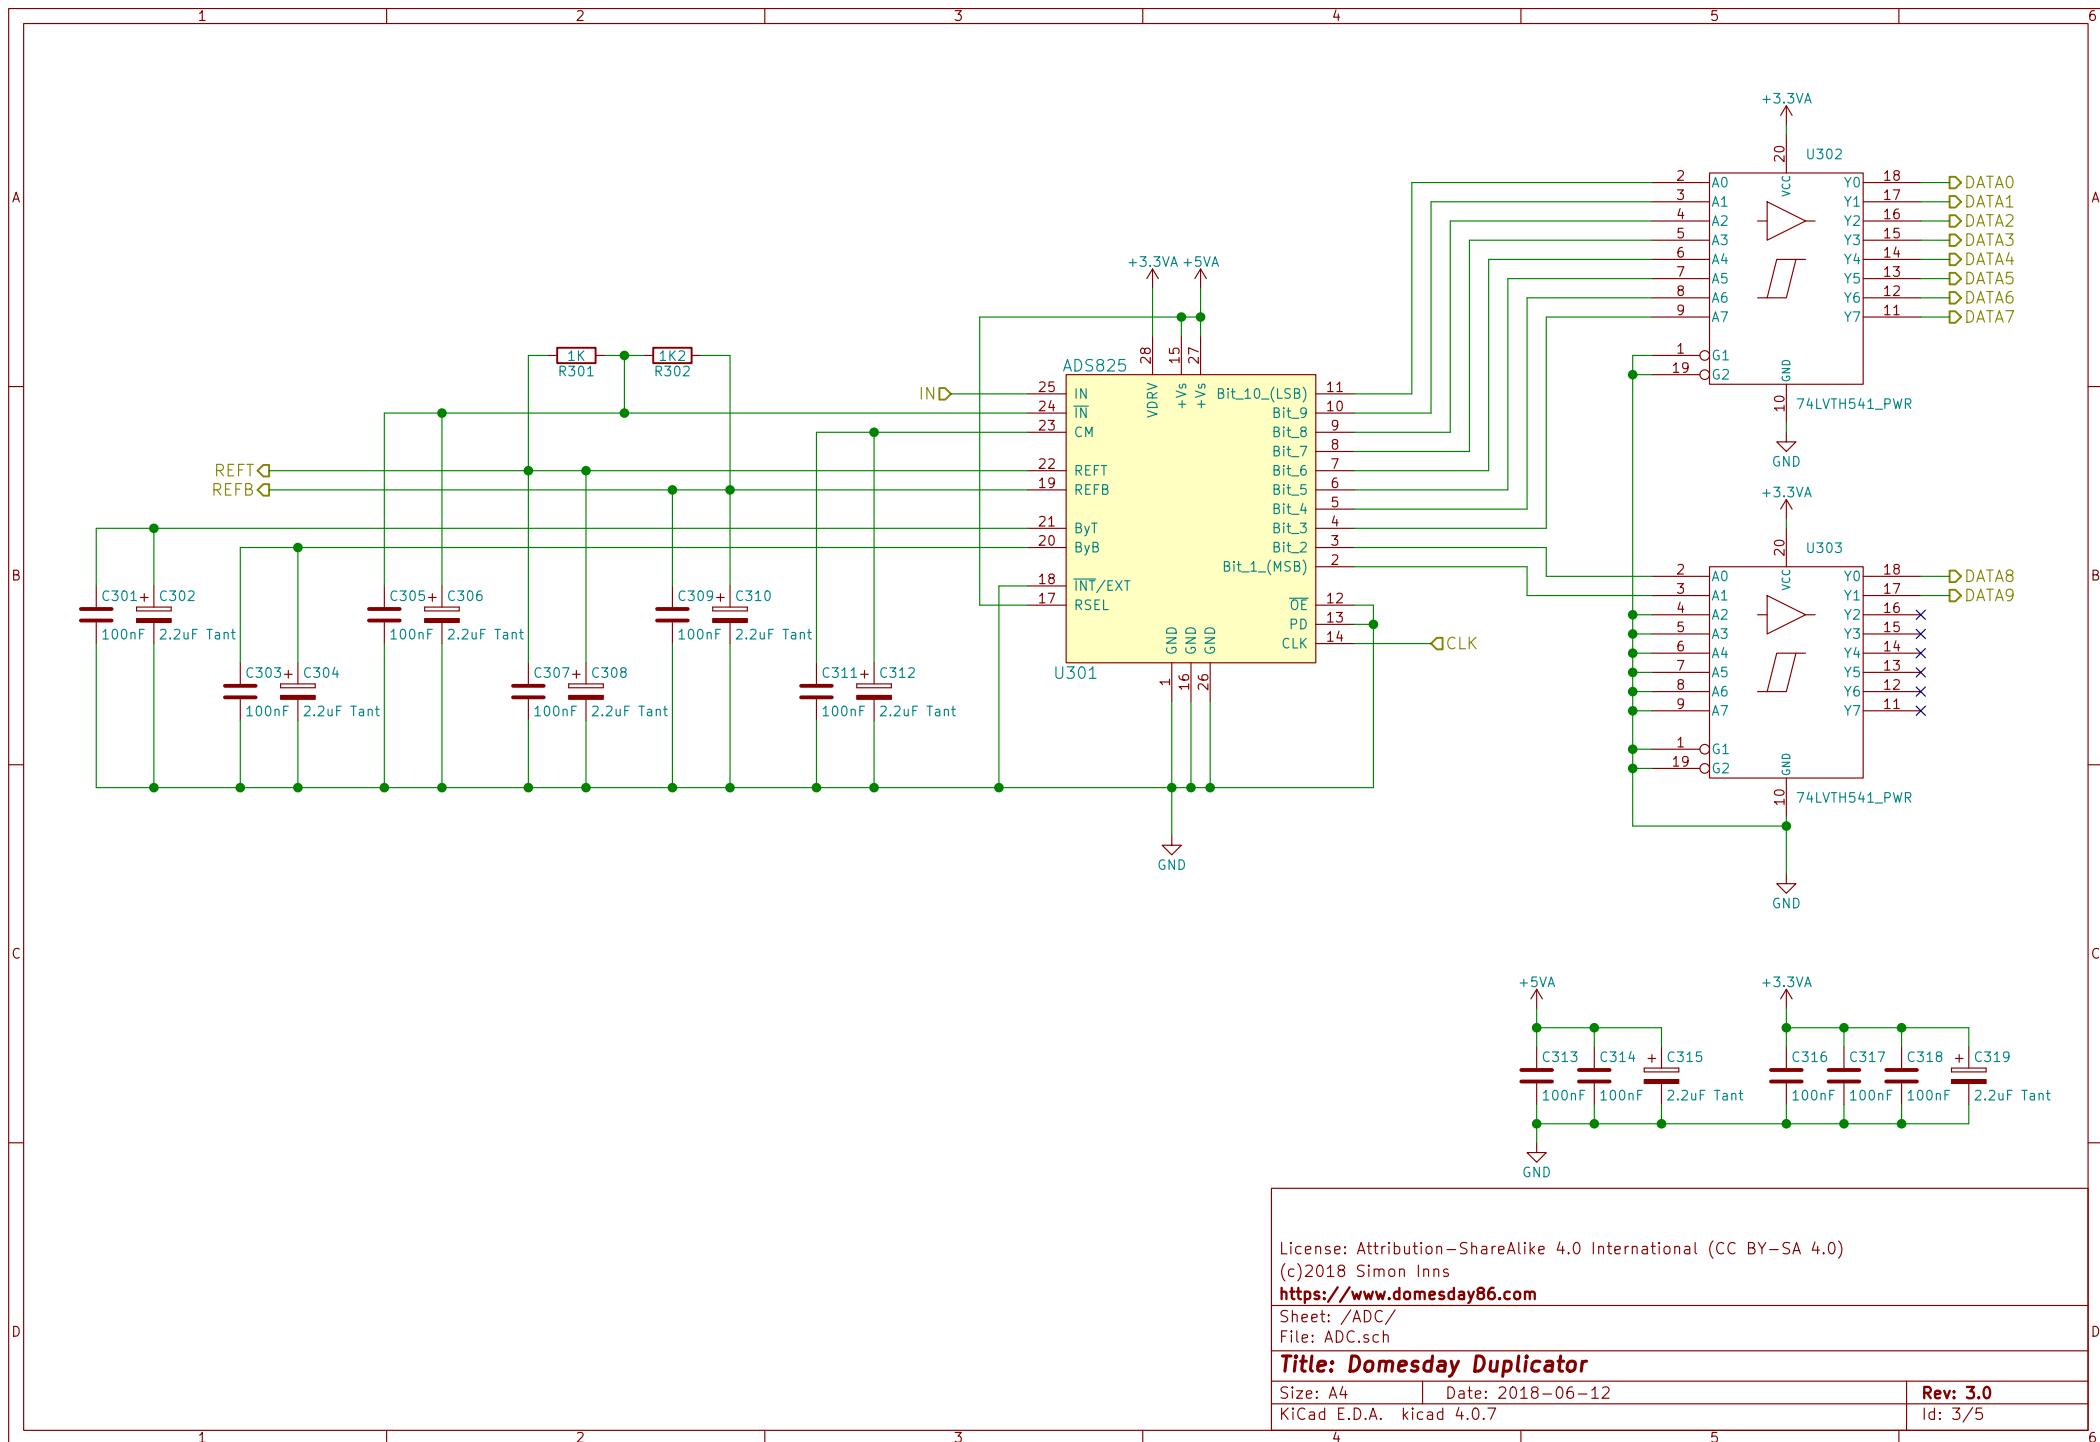 1 2 3 4 5 6
A
B
C
D
+3.3VA
20
U302
VCC
2 A0 Y0 18 DATA0
3 A1 Y1 17 DATA1
4 A2 Y2 16 DATA2
5 A3 Y3 15 DATA3
6 A4 Y4 14 DATA4
7 A5 Y5 13 DATA5
8 A6 Y6 12 DATA6
9 A7 Y7 11 DATA7
1 G1
19 G2
GND
10
74LVTH541_PWR
GND
+3.3VA
20
U303
VCC
2 A0 Y0 18 DATA8
3 A1 Y1 17 DATA9
4 A2 Y2 16
5 A3 Y3 15
6 A4 Y4 14
7 A5 Y5 13
8 A6 Y6 12
9 A7 Y7 11
1 G1
19 G2
GND
10
74LVTH541_PWR
GND
+3.3VA +5VA
28 15 27
ADS825
VDRV +Vs +Vs
IN 25 IN
24 IN
23 CM
REFT 22 REFT
REFB 19 REFB
21 ByT
20 ByB
18 INT/EXT
17 RSEL
Bit_10_(LSB) 11
Bit_9 10
Bit_8 9
Bit_7 8
Bit_6 7
Bit_5 6
Bit_4 5
Bit_3 4
Bit_2 3
Bit_1_(MSB) 2
OE 12
PD 13
CLK 14 CLK
GND GND GND
U301
1 16 26
GND
1K
R301
1K2
R302
C301
100nF
+ C302
2.2uF Tant
C303
100nF
+ C304
2.2uF Tant
C305
100nF
+ C306
2.2uF Tant
C307
100nF
+ C308
2.2uF Tant
C309
100nF
+ C310
2.2uF Tant
C311
100nF
+ C312
2.2uF Tant
+5VA
C313
100nF
C314
100nF
+ C315
2.2uF Tant
GND
+3.3VA
C316
100nF
C317
100nF
C318
100nF
+ C319
2.2uF Tant
License: Attribution-ShareAlike 4.0 International (CC BY-SA 4.0)
(c)2018 Simon Inns
https://www.domesday86.com
Sheet: /ADC/
File: ADC.sch
Title: Domesday Duplicator
Size: A4 Date: 2018-06-12 Rev: 3.0
KiCad E.D.A. kicad 4.0.7 Id: 3/5
A
B
C
D
1 2 3 4 5 6